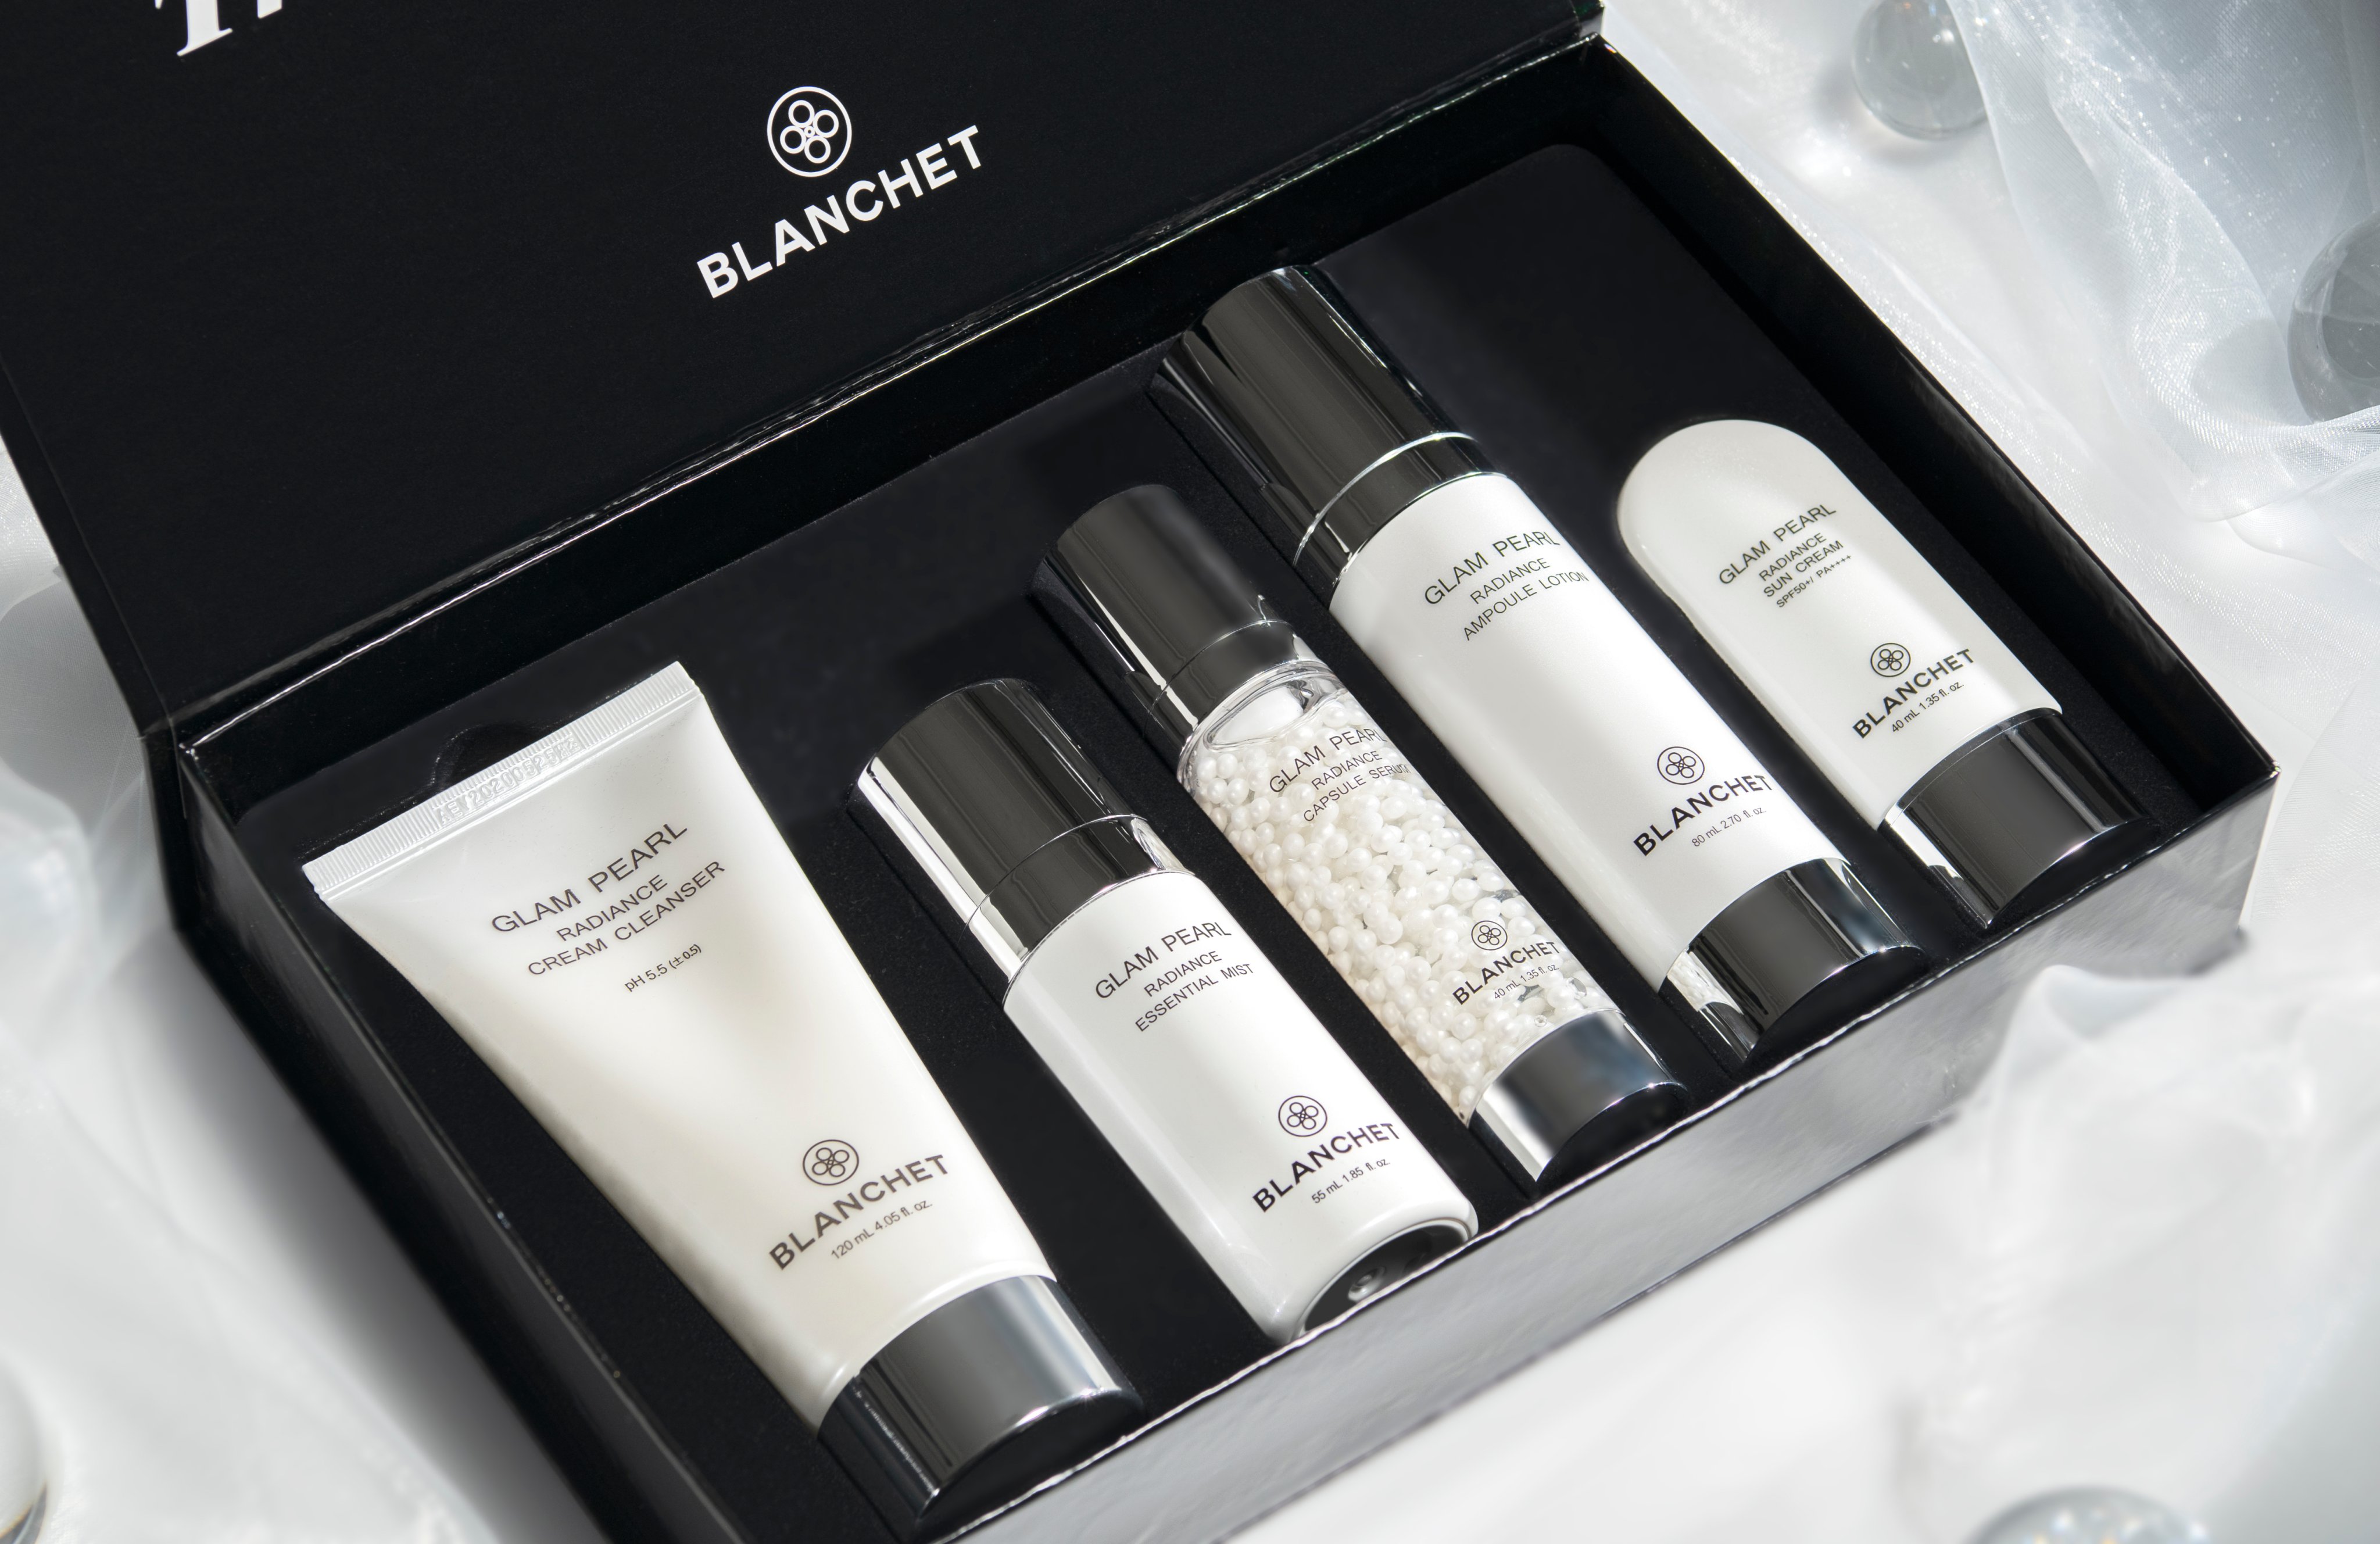 BLANCHET
GLAM PEARL
RADIANCE
CREAM CLEANSER
pH 5.5 (±0.5)
BLANCHET
120 mL 4.05 fl. oz.
GLAM PEARL
RADIANCE
ESSENTIAL MIST
BLANCHET
55 mL 1.85 fl. oz.
GLAM PEARL
RADIANCE
CAPSULE SERUM
BLANCHET
40 mL 1.35 fl. oz.
GLAM PEARL
RADIANCE
AMPOULE LOTION
BLANCHET
80 mL 2.70 fl. oz.
GLAM PEARL
RADIANCE
SUN CREAM
SPF50+/ PA++++
BLANCHET
40 mL 1.35 fl. oz.